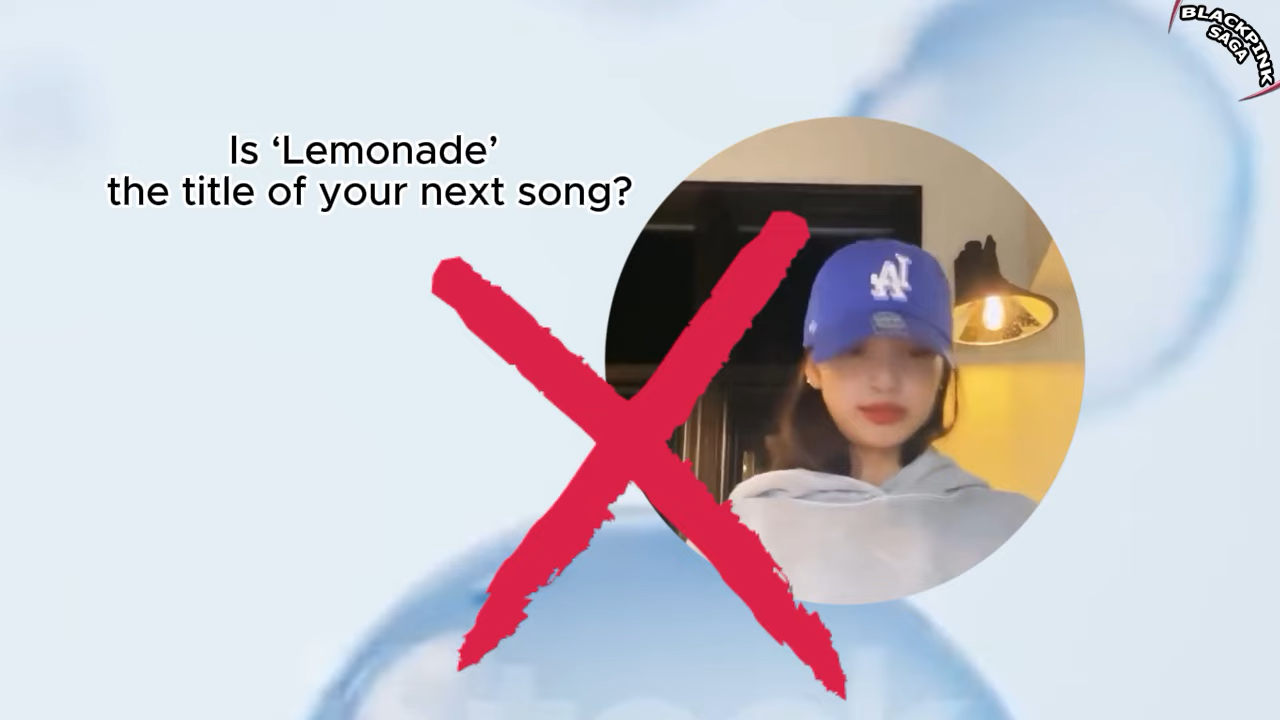 Is ‘Lemonade’
the title of your next song?
BLACKPINK
SAGA